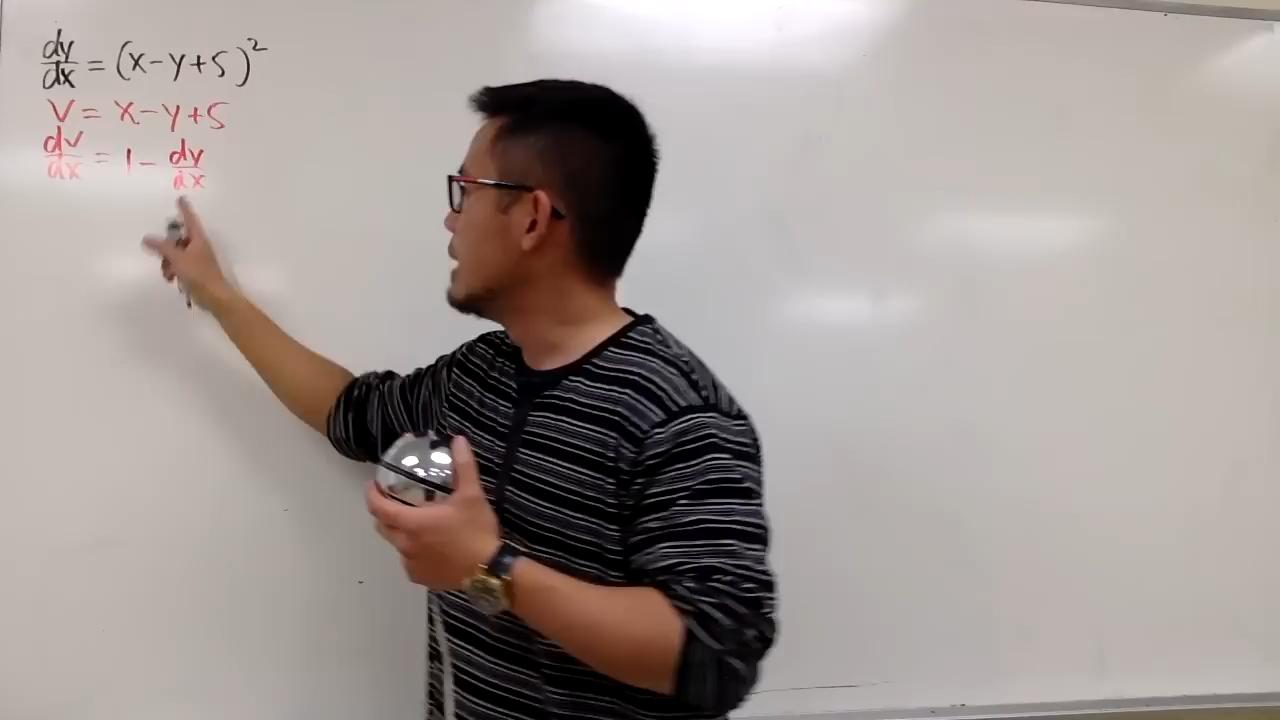 dy/dx = (x-y+5)²
V = x-y+5
dv/dx = 1 - dy/dx